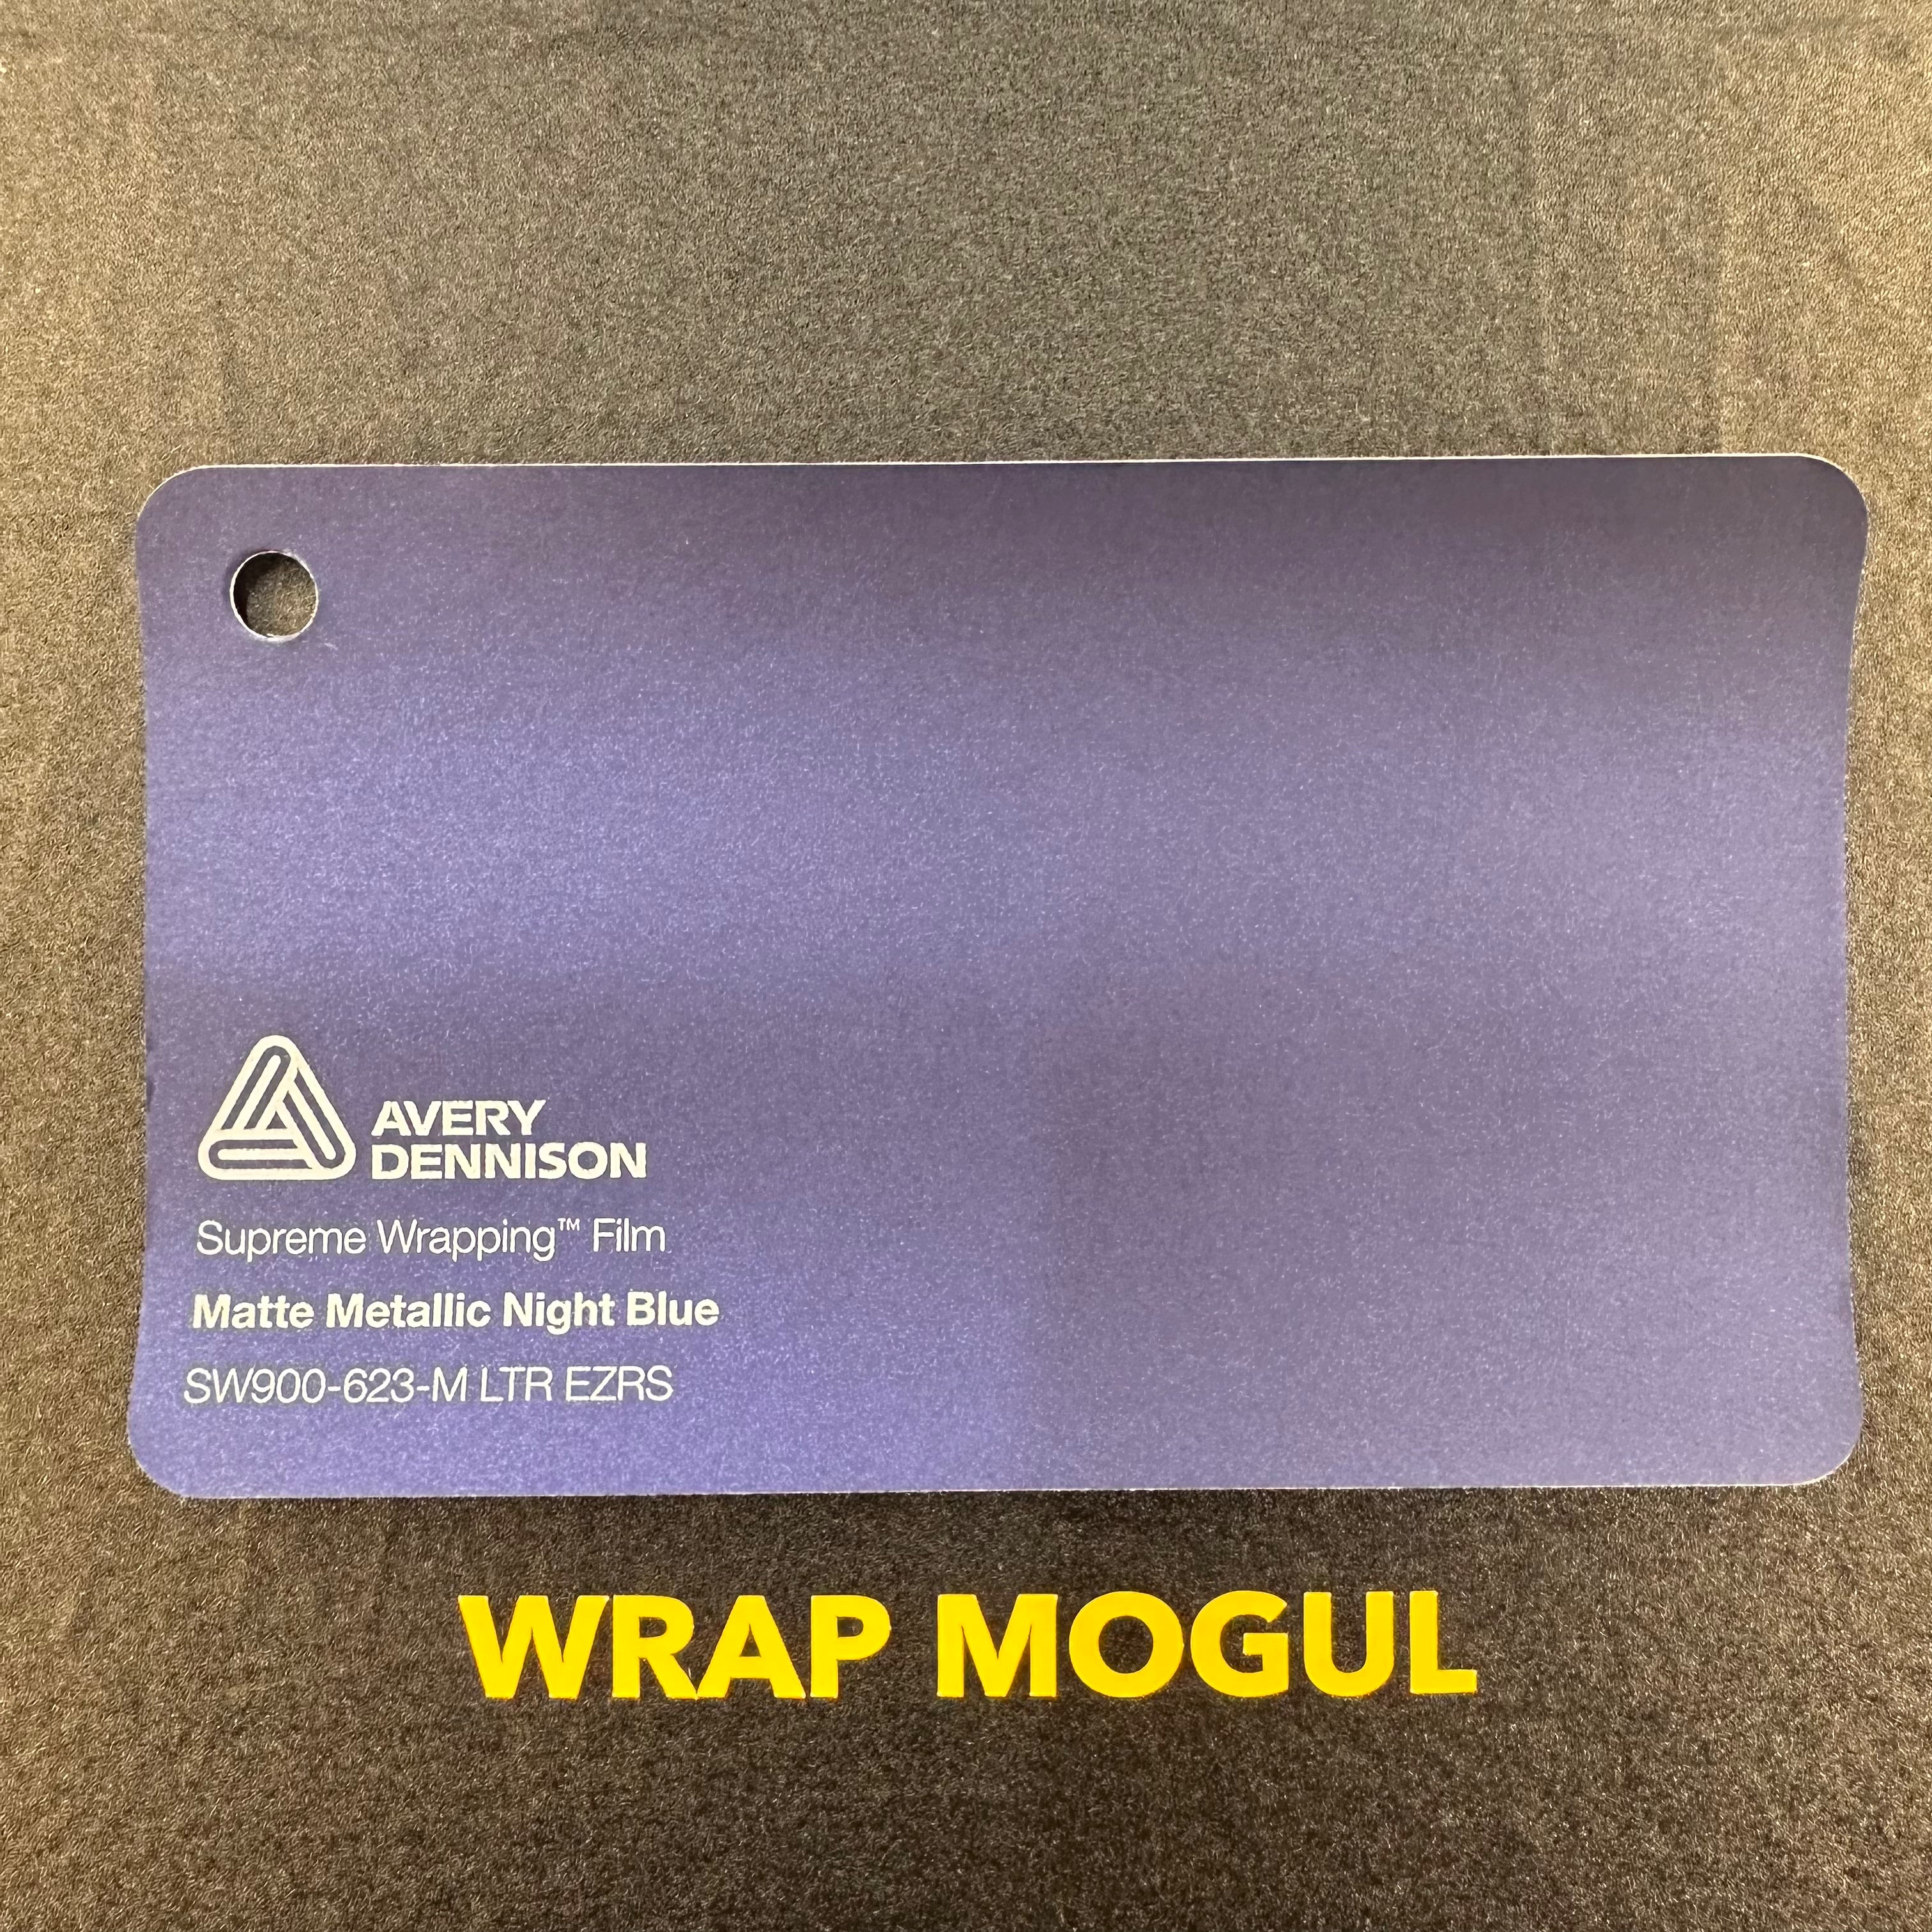 AVERY
DENNISON
Supreme Wrapping™ Film
Matte Metallic Night Blue
SW900-623-M LTR EZRS
WRAP MOGUL